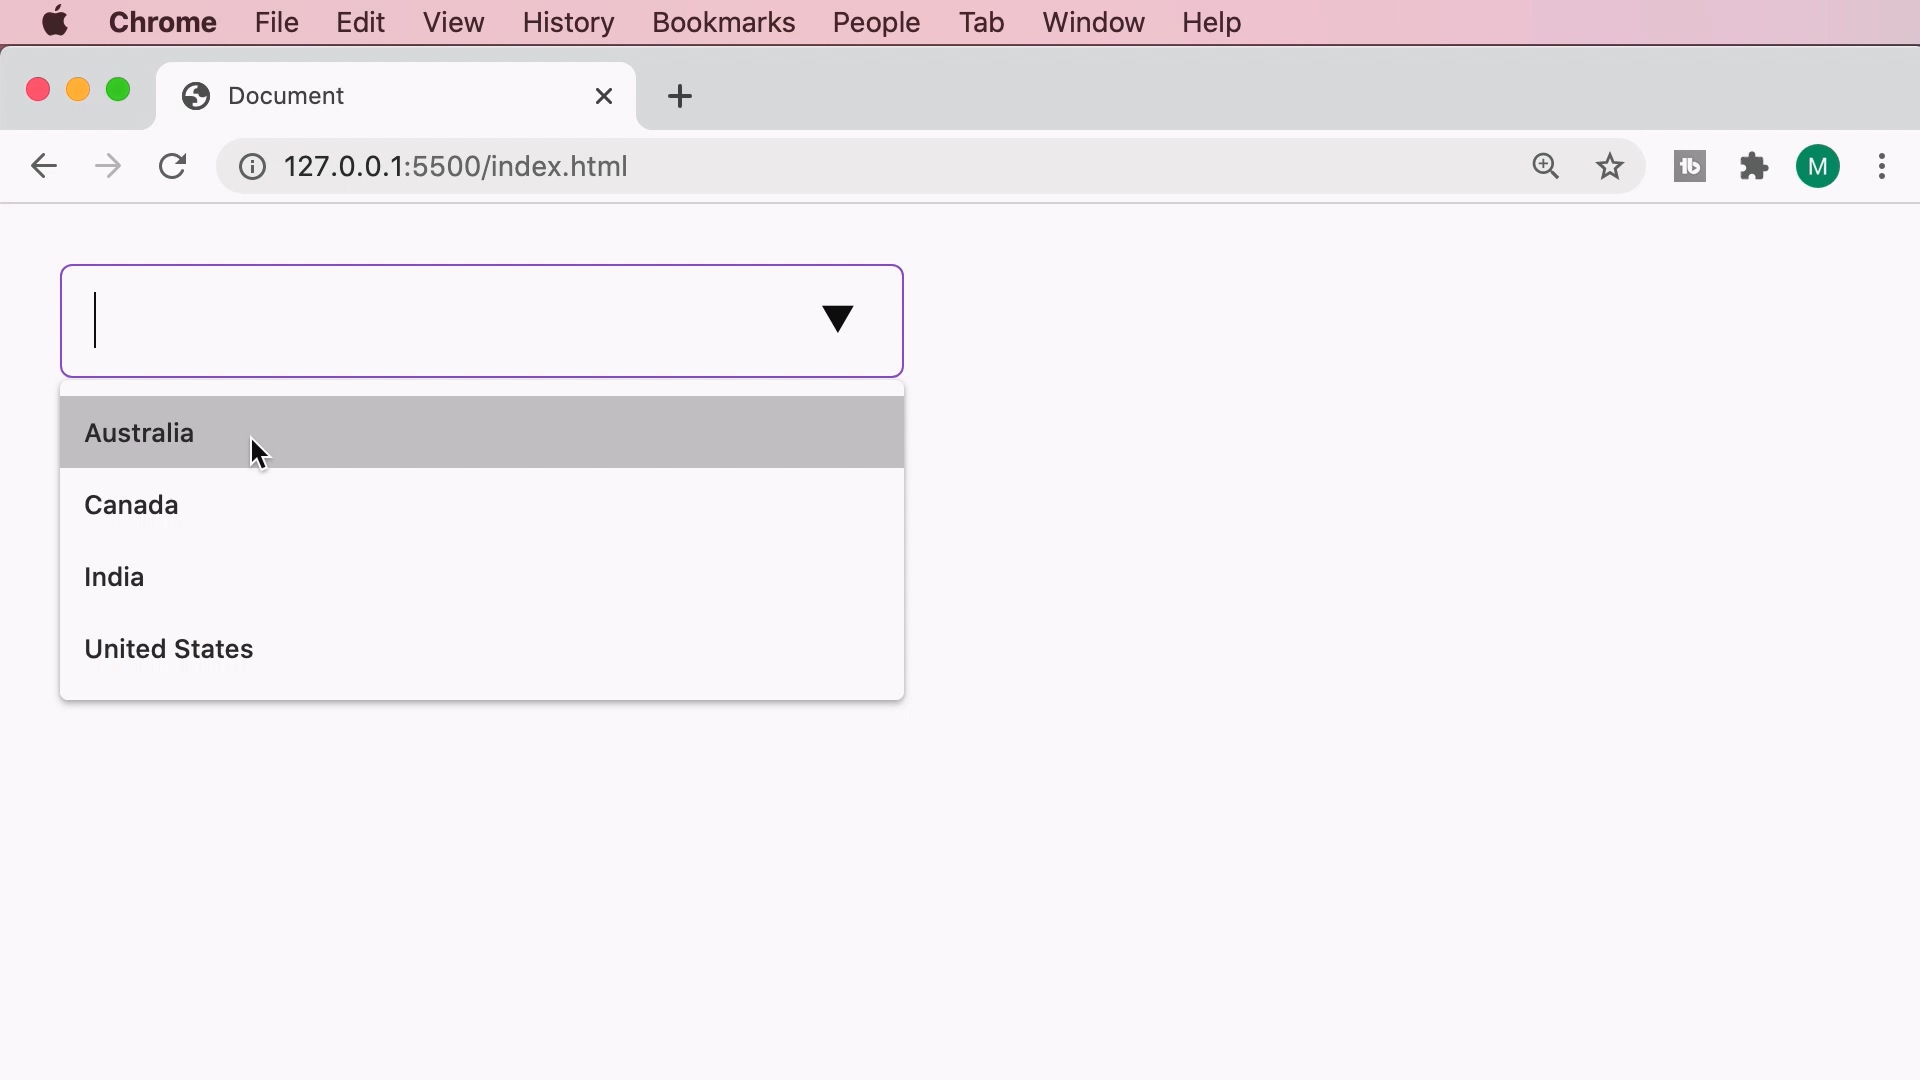 Chrome File Edit View History Bookmarks People Tab Window Help
Document
127.0.0.1:5500/index.html
M
Australia
Canada
India
United States